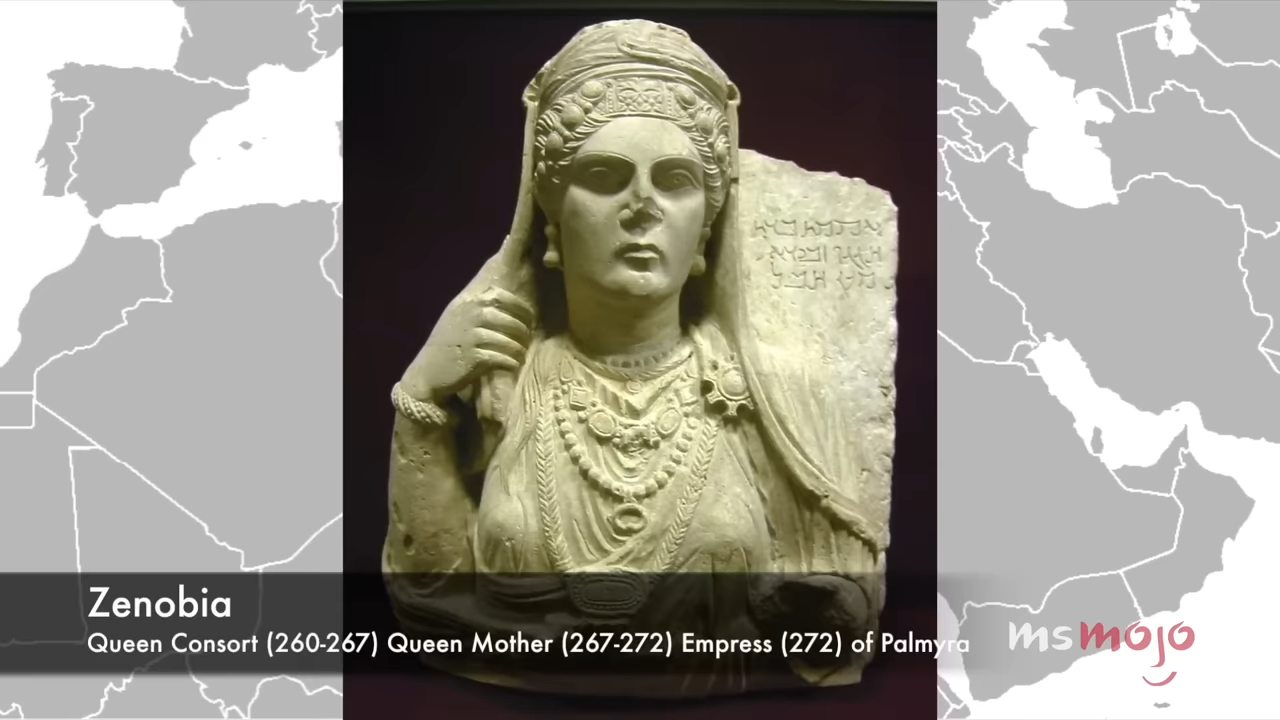 Zenobia
Queen Consort (260-267) Queen Mother (267-272) Empress (272) of Palmyra
msmojo